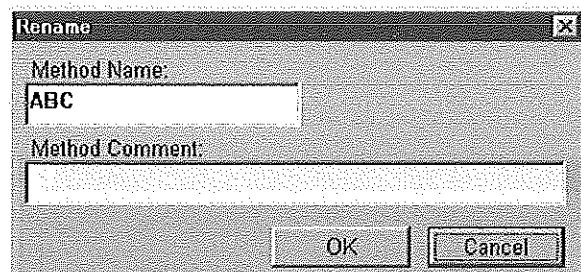 Rename
Method Name:
ABC
Method Comment:
OK Cancel